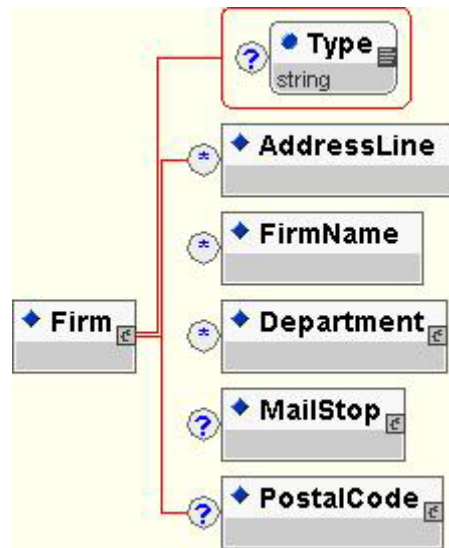 ?
Type
string
*
AddressLine
*
FirmName
Firm
*
Department
?
MailStop
?
PostalCode